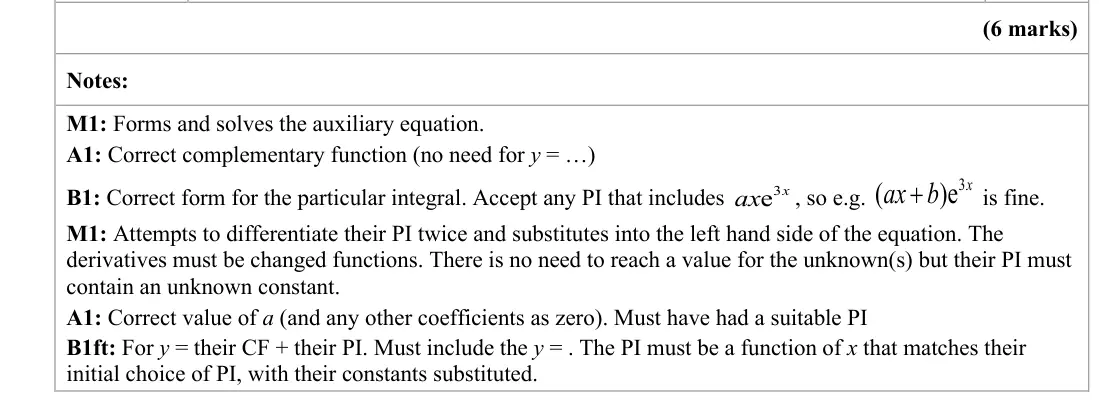 (6 marks)
Notes:
M1: Forms and solves the auxiliary equation.
A1: Correct complementary function (no need for y = …)
B1: Correct form for the particular integral. Accept any PI that includes axe³ˣ , so e.g. (ax+b)e³ˣ is fine.
M1: Attempts to differentiate their PI twice and substitutes into the left hand side of the equation. The
derivatives must be changed functions. There is no need to reach a value for the unknown(s) but their PI must
contain an unknown constant.
A1: Correct value of a (and any other coefficients as zero). Must have had a suitable PI
B1ft: For y = their CF + their PI. Must include the y = . The PI must be a function of x that matches their
initial choice of PI, with their constants substituted.